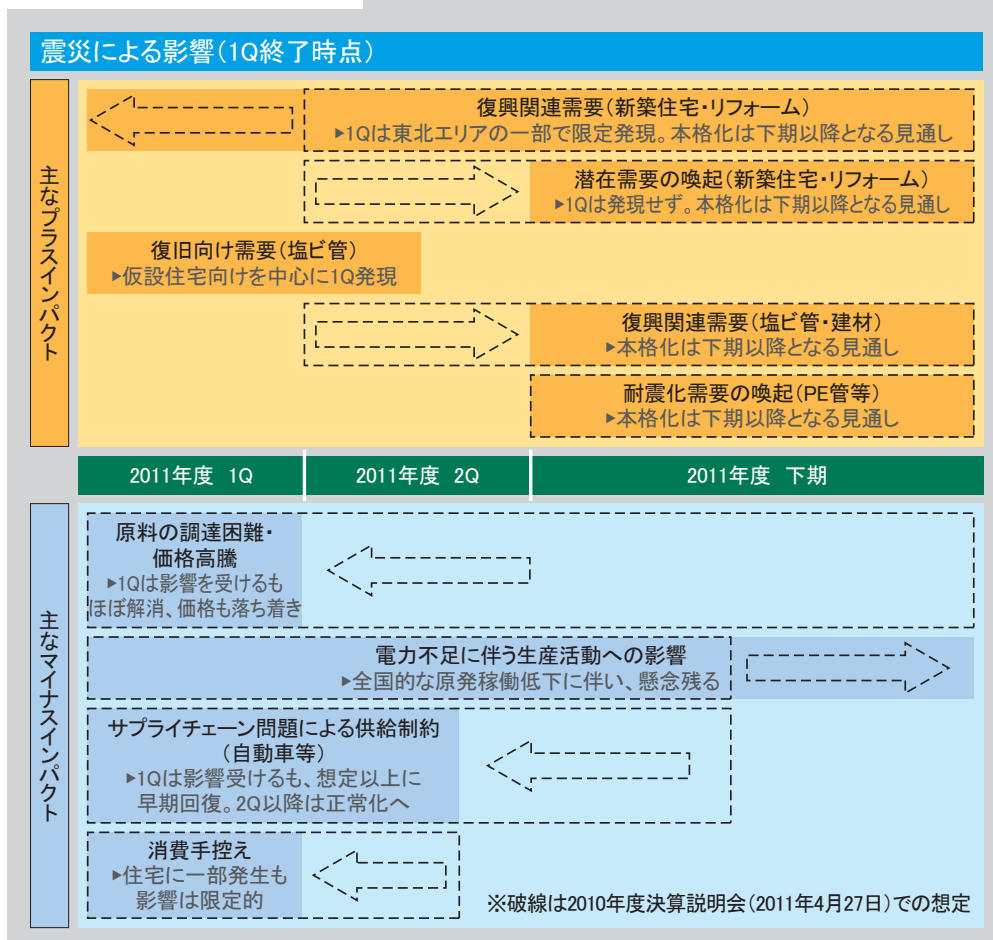 震災による影響(1Q終了時点)
主なプラスインパクト
復興関連需要(新築住宅・リフォーム)
▶1Qは東北エリアの一部で限定発現。本格化は下期以降となる見通し
潜在需要の喚起(新築住宅・リフォーム)
▶1Qは発現せず。本格化は下期以降となる見通し
復旧向け需要(塩ビ管)
▶仮設住宅向けを中心に1Q発現
復興関連需要(塩ビ管・建材)
▶本格化は下期以降となる見通し
耐震化需要の喚起(PE管等)
▶本格化は下期以降となる見通し
2011年度 1Q
2011年度 2Q
2011年度 下期
主なマイナスインパクト
原料の調達困難・
価格高騰
▶1Qは影響を受けるも
ほぼ解消、価格も落ち着き
電力不足に伴う生産活動への影響
▶全国的な原発稼働低下に伴い、懸念残る
サプライチェーン問題による供給制約
(自動車等)
▶1Qは影響受けるも、想定以上に
早期回復。2Q以降は正常化へ
消費手控え
▶住宅に一部発生も
影響は限定的
※破線は2010年度決算説明会(2011年4月27日)での想定